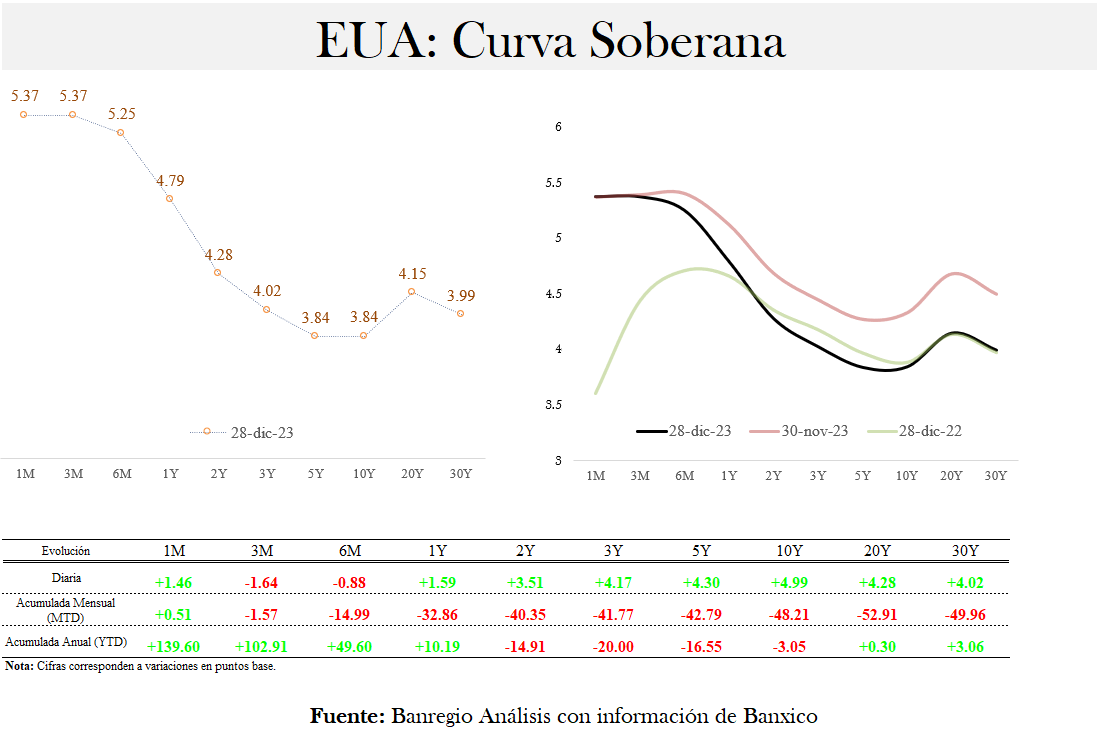 EUA: Curva Soberana
5.37 5.37 5.25 4.79 4.28 4.02 3.84 3.84 4.15 3.99
28-dic-23
1M 3M 6M 1Y 2Y 3Y 5Y 10Y 20Y 30Y
6
5.5
5
4.5
4
3.5
3
28-dic-23 30-nov-23 28-dic-22
1M 3M 6M 1Y 2Y 3Y 5Y 10Y 20Y 30Y
Evolución 1M 3M 6M 1Y 2Y 3Y 5Y 10Y 20Y 30Y
Diaria +1.46 -1.64 -0.88 +1.59 +3.51 +4.17 +4.30 +4.99 +4.28 +4.02
Acumulada Mensual
(MTD) +0.51 -1.57 -14.99 -32.86 -40.35 -41.77 -42.79 -48.21 -52.91 -49.96
Acumulada Anual (YTD) +139.60 +102.91 +49.60 +10.19 -14.91 -20.00 -16.55 -3.05 +0.30 +3.06
Nota: Cifras corresponden a variaciones en puntos base.
Fuente: Banregio Análisis con información de Banxico